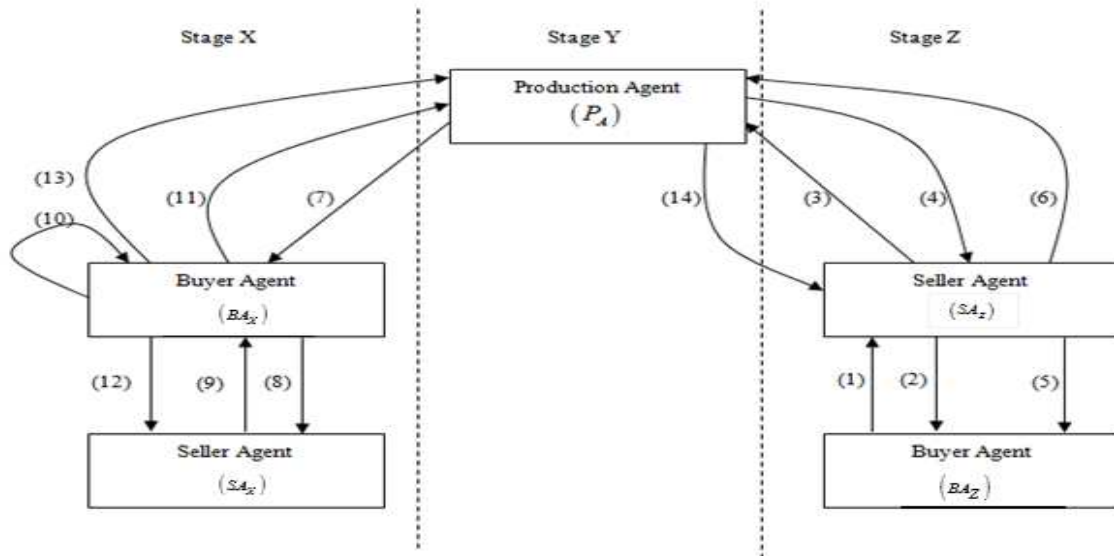 Stage X
Stage Y
Stage Z
Production Agent
(P_A)
(13)
(11)
(7)
(14)
(3)
(4)
(6)
(10)
Buyer Agent
(BA_X)
Seller Agent
(SA_z)
(12)
(9)
(8)
(1)
(2)
(5)
Seller Agent
(SA_X)
Buyer Agent
(BA_Z)